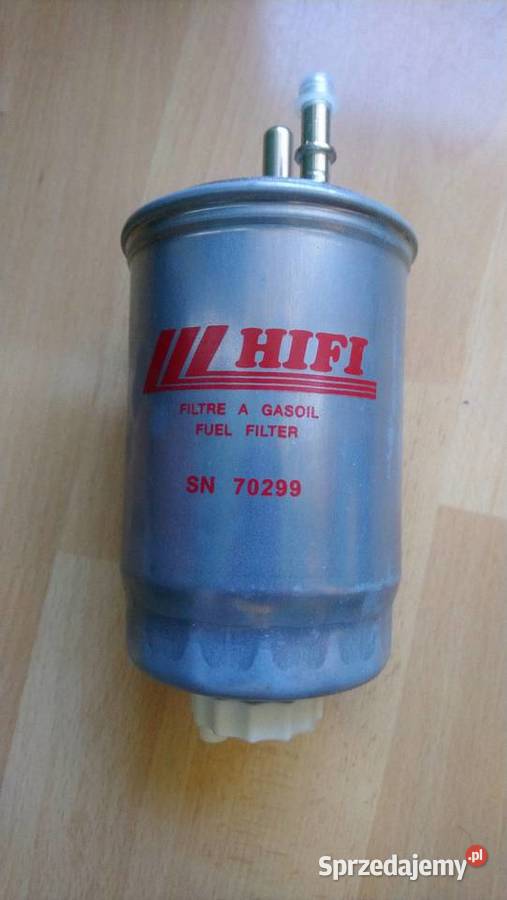 HIFI
FILTRE A GASOIL
FUEL FILTER
SN 70299
Sprzedajemy.pl